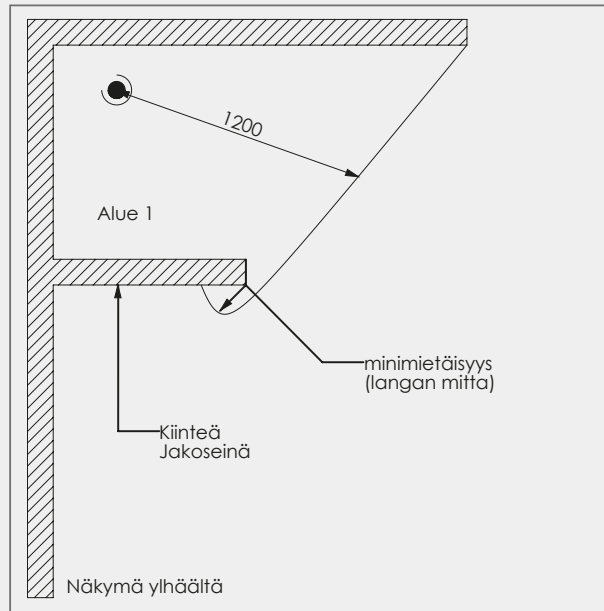 1200
Alue 1
minimietäisyys
(langan mitta)
Kiinteä
Jakoseinä
Näkymä ylhäältä